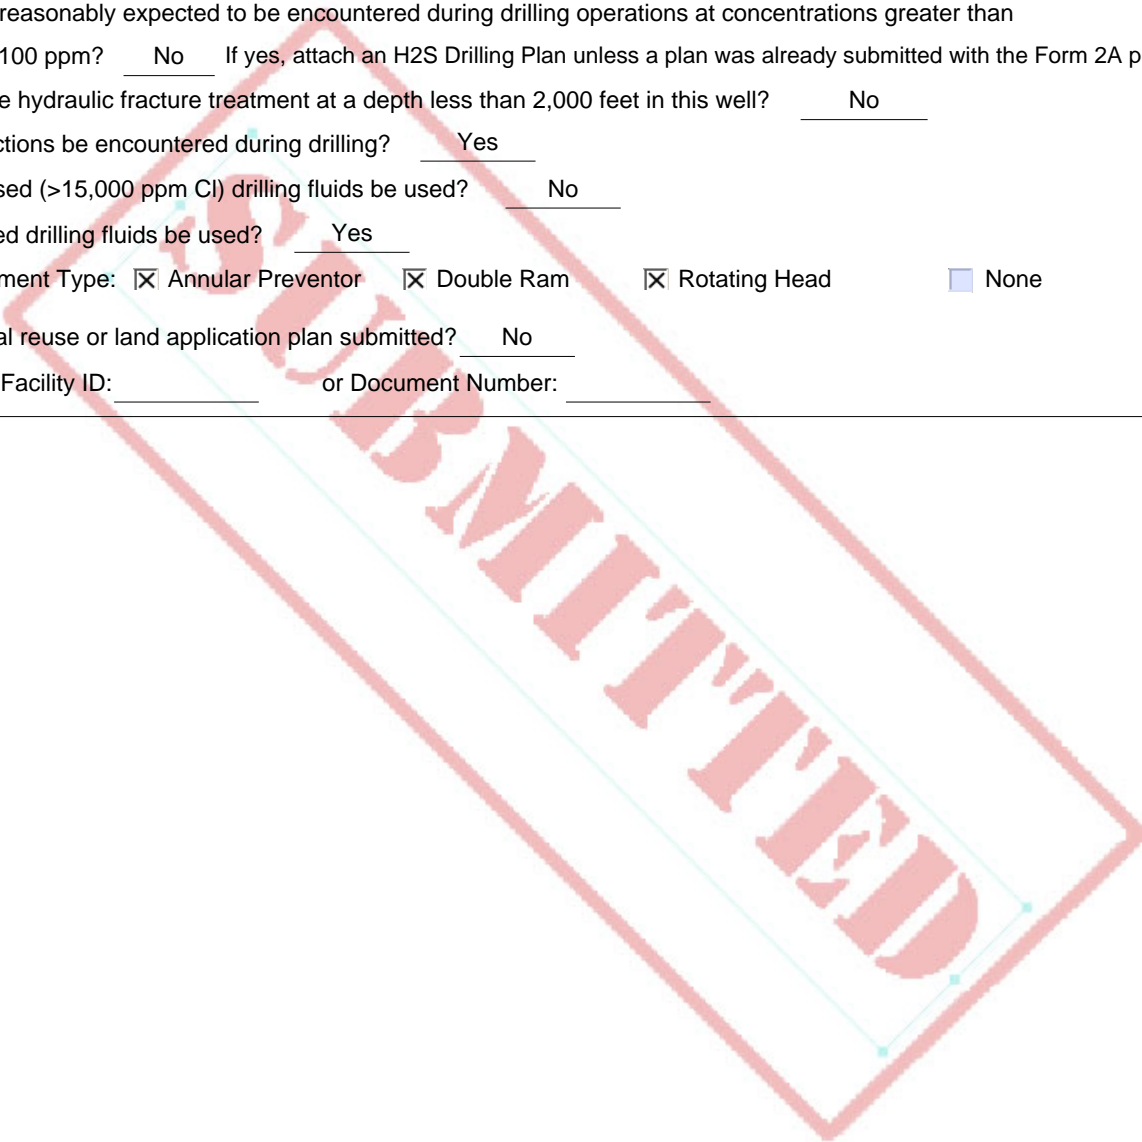 reasonably expected to be encountered during drilling operations at concentrations greater than
100 ppm? No If yes, attach an H2S Drilling Plan unless a plan was already submitted with the Form 2A p
e hydraulic fracture treatment at a depth less than 2,000 feet in this well? No
ctions be encountered during drilling? Yes
sed (>15,000 ppm Cl) drilling fluids be used? No
ed drilling fluids be used? Yes
ment Type: Annular Preventor Double Ram Rotating Head None
al reuse or land application plan submitted? No
Facility ID: or Document Number:
SUBMITTED